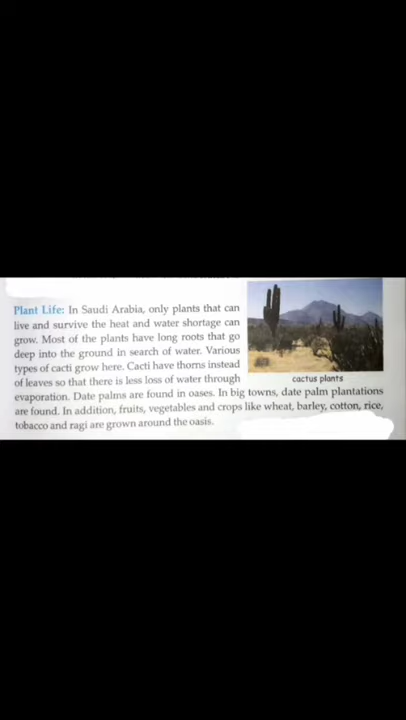 Plant Life: In Saudi Arabia, only plants that can
live and survive the heat and water shortage can
grow. Most of the plants have long roots that go
deep into the ground in search of water. Various
types of cacti grow here. Cacti have thorns instead
of leaves so that there is less loss of water through
evaporation. Date palms are found in oases. In big towns, date palm plantations
are found. In addition, fruits, vegetables and crops like wheat, barley, cotton, rice,
tobacco and ragi are grown around the oasis.
cactus plants